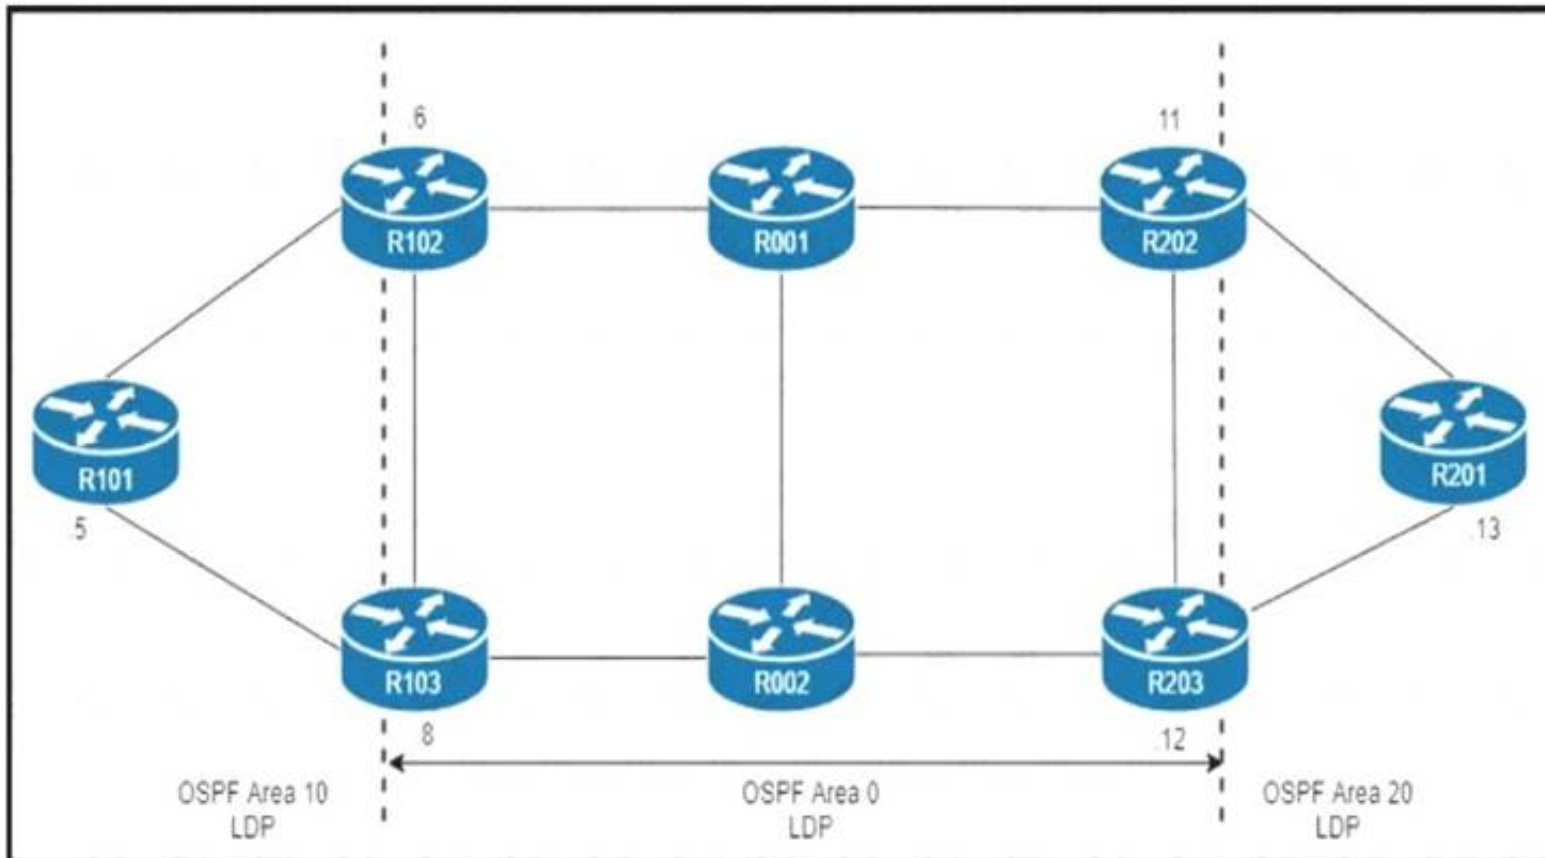 .6
11
R102
R001
R202
R101
R201
.5
.13
R103
R002
R203
8
.12
OSPF Area 10
LDP
OSPF Area 0
LDP
OSPF Area 20
LDP